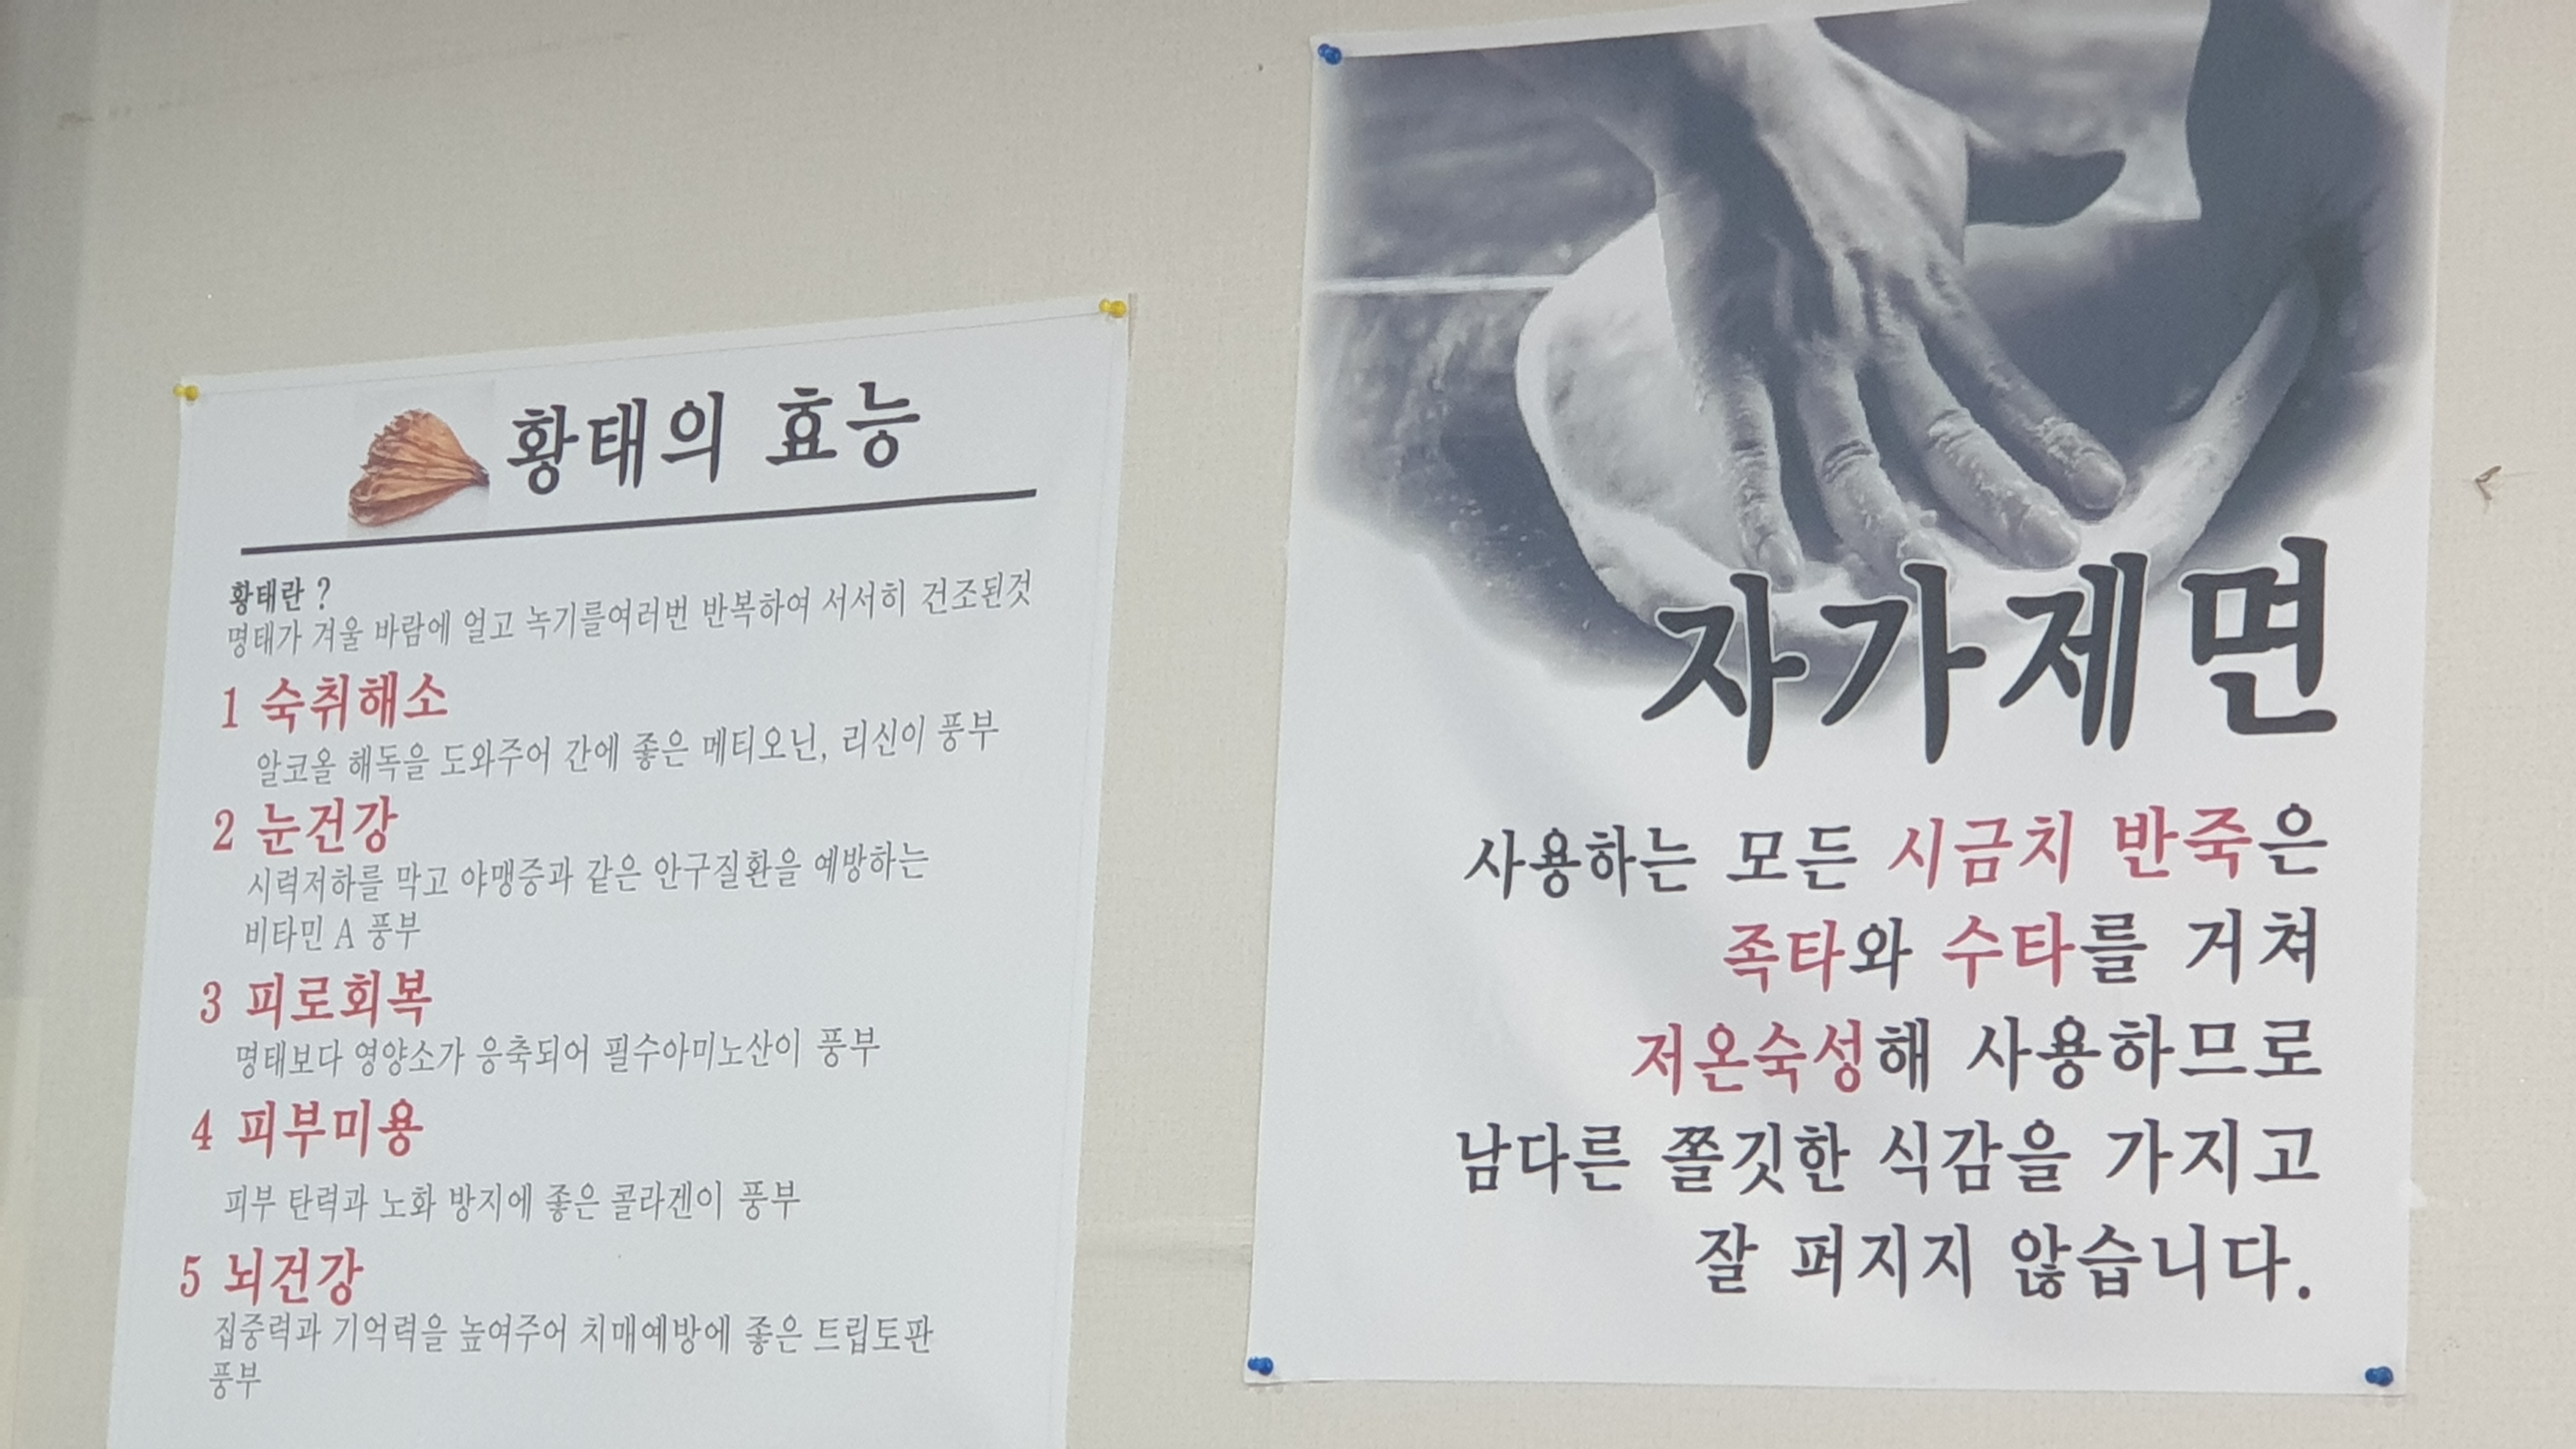 황태의 효능
황태란 ?
명태가 겨울 바람에 얼고 녹기를여러번 반복하여 서서히 건조된것
1 숙취해소
알코올 해독을 도와주어 간에 좋은 메티오닌, 리신이 풍부
2 눈건강
시력저하를 막고 야맹증과 같은 안구질환을 예방하는
비타민 A 풍부
3 피로회복
명태보다 영양소가 응축되어 필수아미노산이 풍부
4 피부미용
피부 탄력과 노화 방지에 좋은 콜라겐이 풍부
5 뇌건강
집중력과 기억력을 높여주어 치매예방에 좋은 트립토판
풍부
자가제면
사용하는 모든 시금치 반죽은
족타와 수타를 거쳐
저온숙성해 사용하므로
남다른 쫄깃한 식감을 가지고
잘 퍼지지 않습니다.